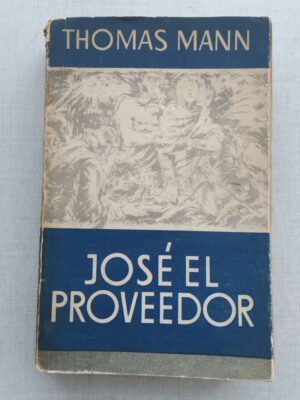 THOMAS MANN
JOSÉ EL
PROVEEDOR